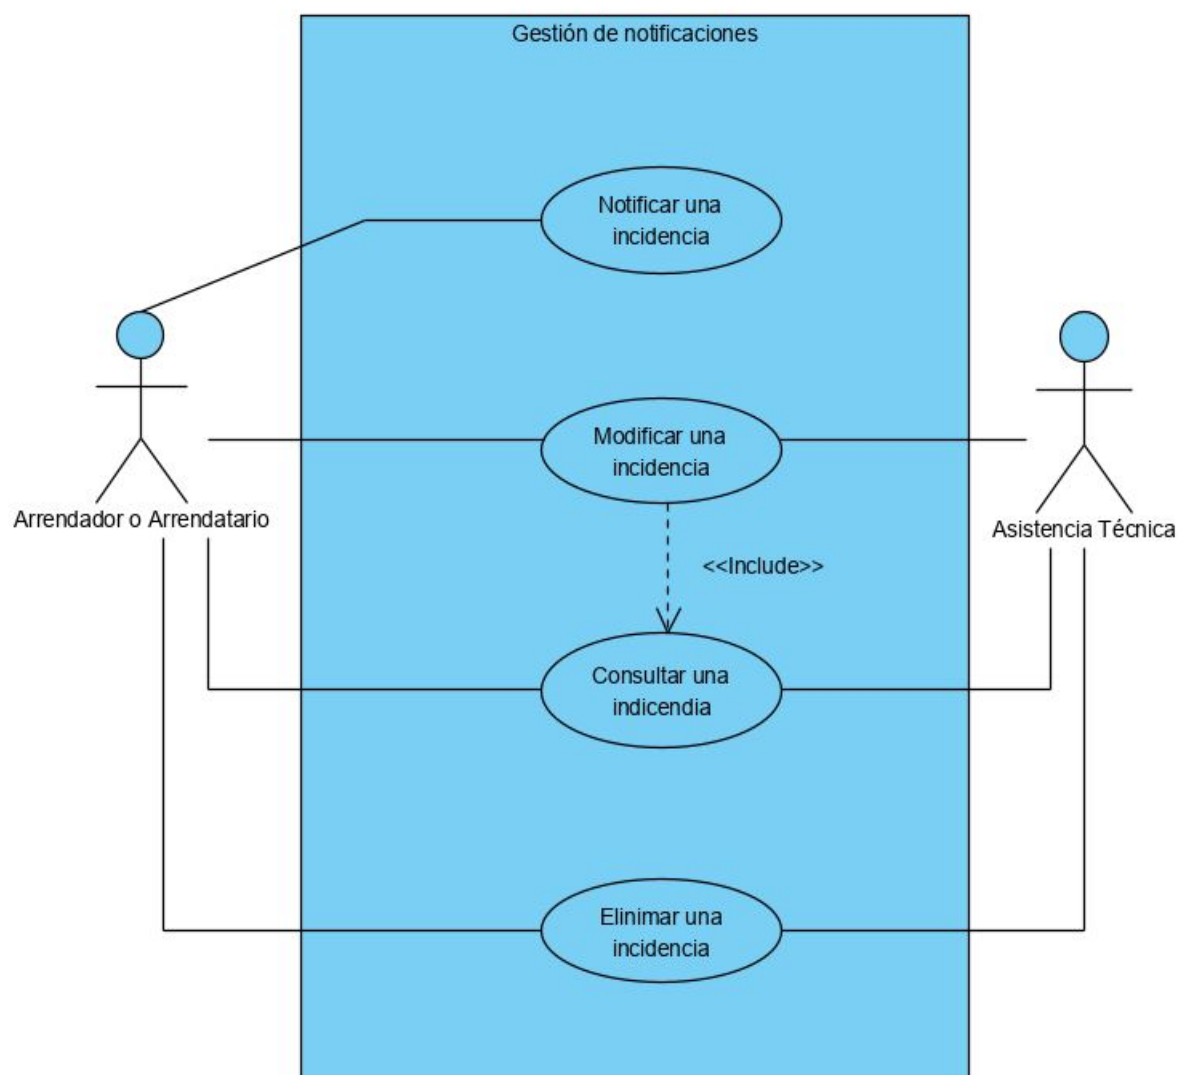 Gestión de notificaciones
Notificar una
incidencia
Modificar una
incidencia
Arrendador o Arrendatario
Asistencia Técnica
<<Include>>
Consultar una
indicendia
Elinimar una
incidencia